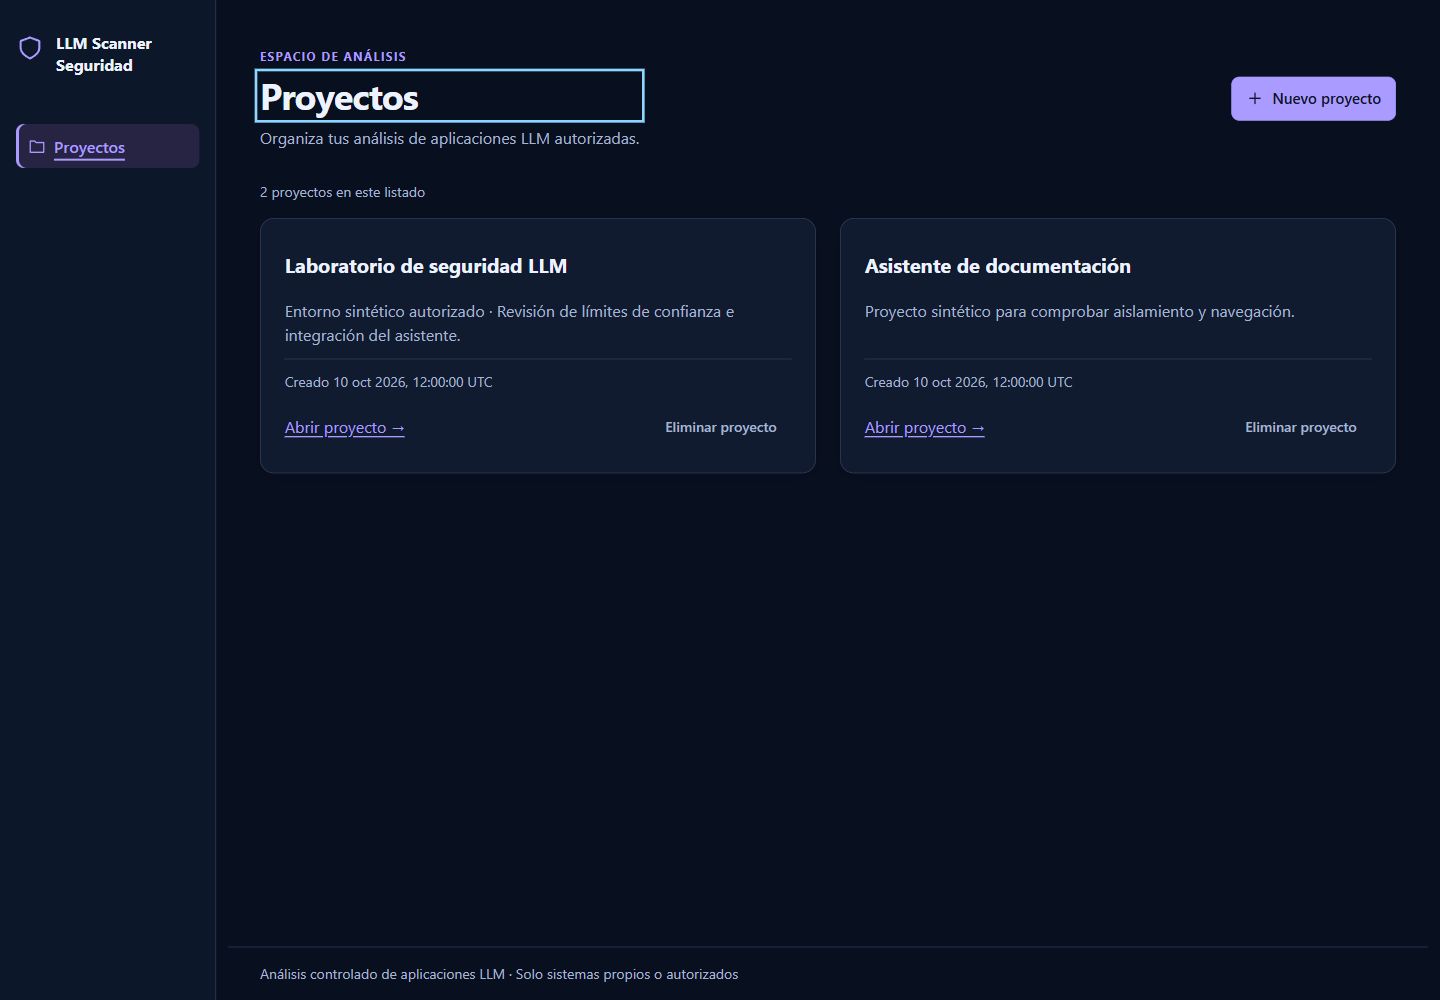 LLM Scanner
Seguridad
Proyectos
ESPACIO DE ANÁLISIS
Proyectos
Organiza tus análisis de aplicaciones LLM autorizadas.
+ Nuevo proyecto
2 proyectos en este listado
Laboratorio de seguridad LLM
Entorno sintético autorizado · Revisión de límites de confianza e
integración del asistente.
Creado 10 oct 2026, 12:00:00 UTC
Abrir proyecto →
Eliminar proyecto
Asistente de documentación
Proyecto sintético para comprobar aislamiento y navegación.
Creado 10 oct 2026, 12:00:00 UTC
Abrir proyecto →
Eliminar proyecto
Análisis controlado de aplicaciones LLM · Solo sistemas propios o autorizados